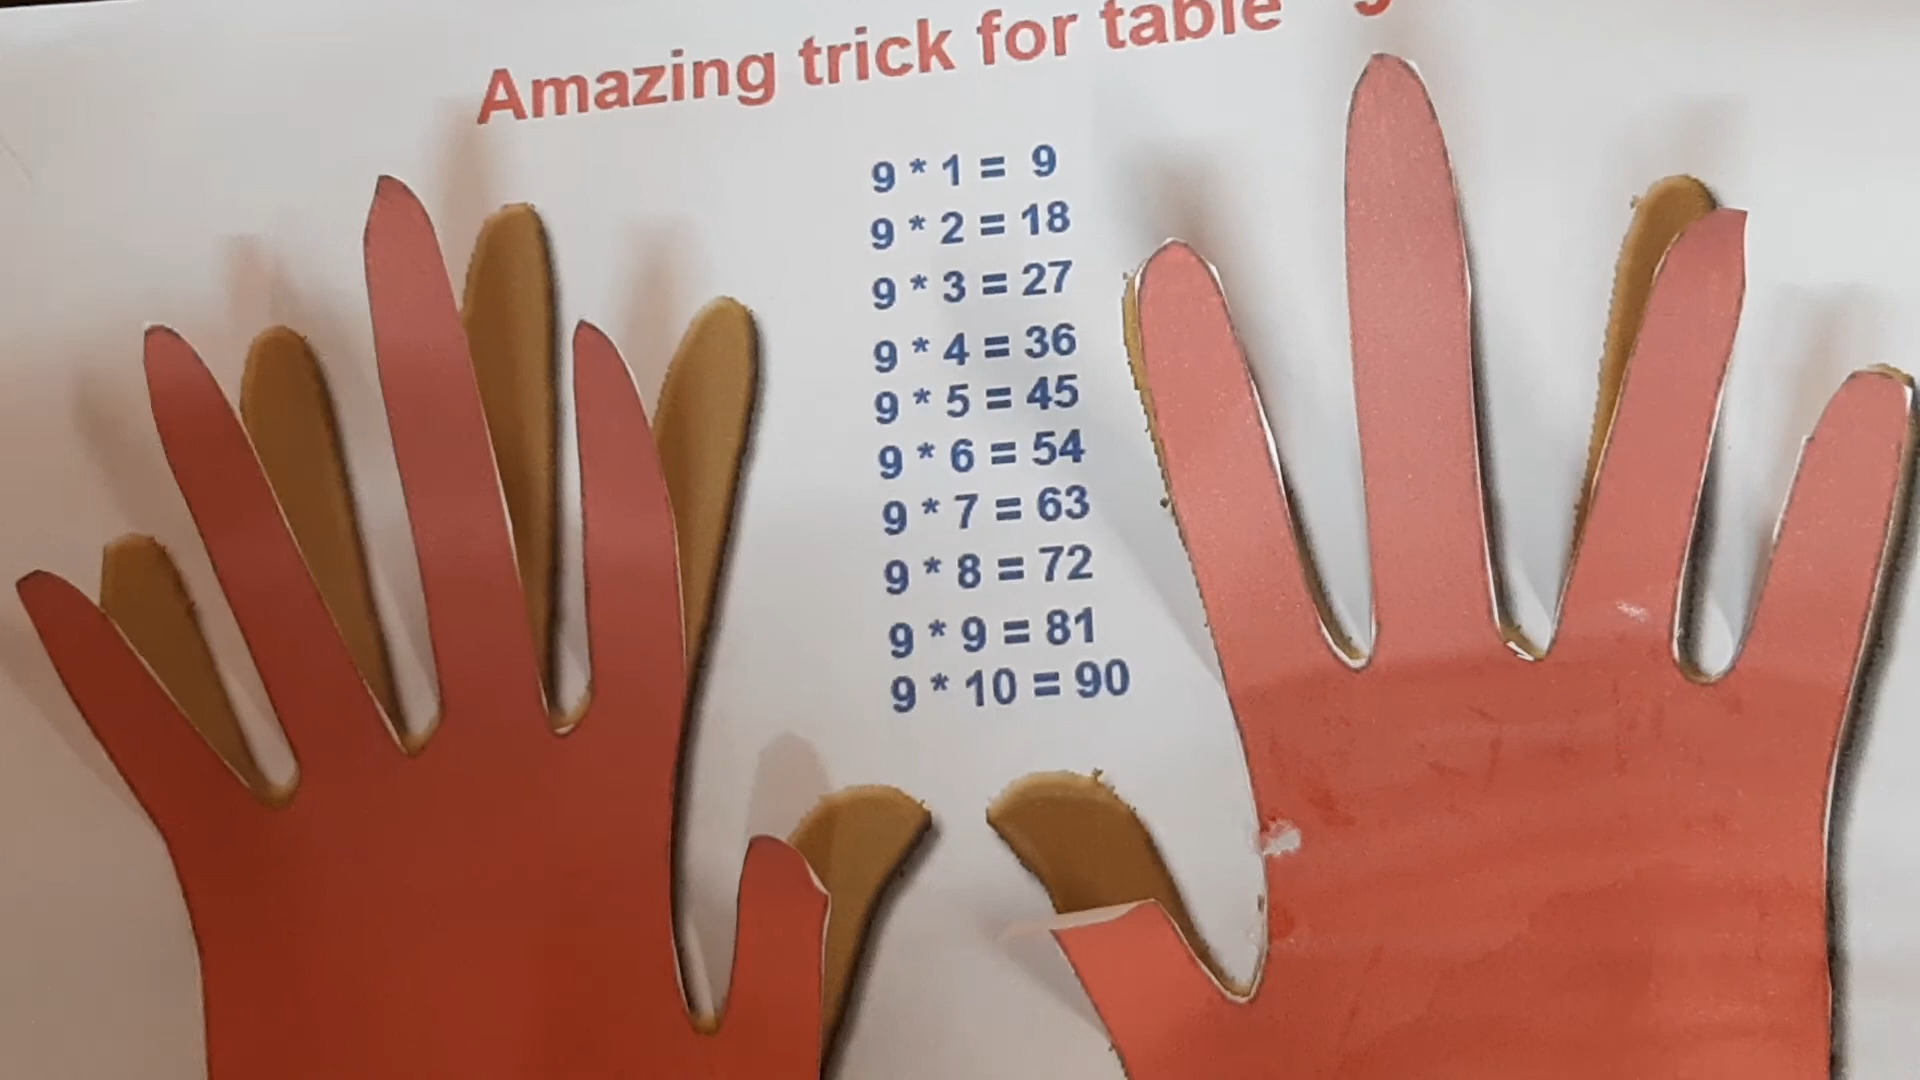 Amazing trick for table
9 * 1 = 9
9 * 2 = 18
9 * 3 = 27
9 * 4 = 36
9 * 5 = 45
9 * 6 = 54
9 * 7 = 63
9 * 8 = 72
9 * 9 = 81
9 * 10 = 90